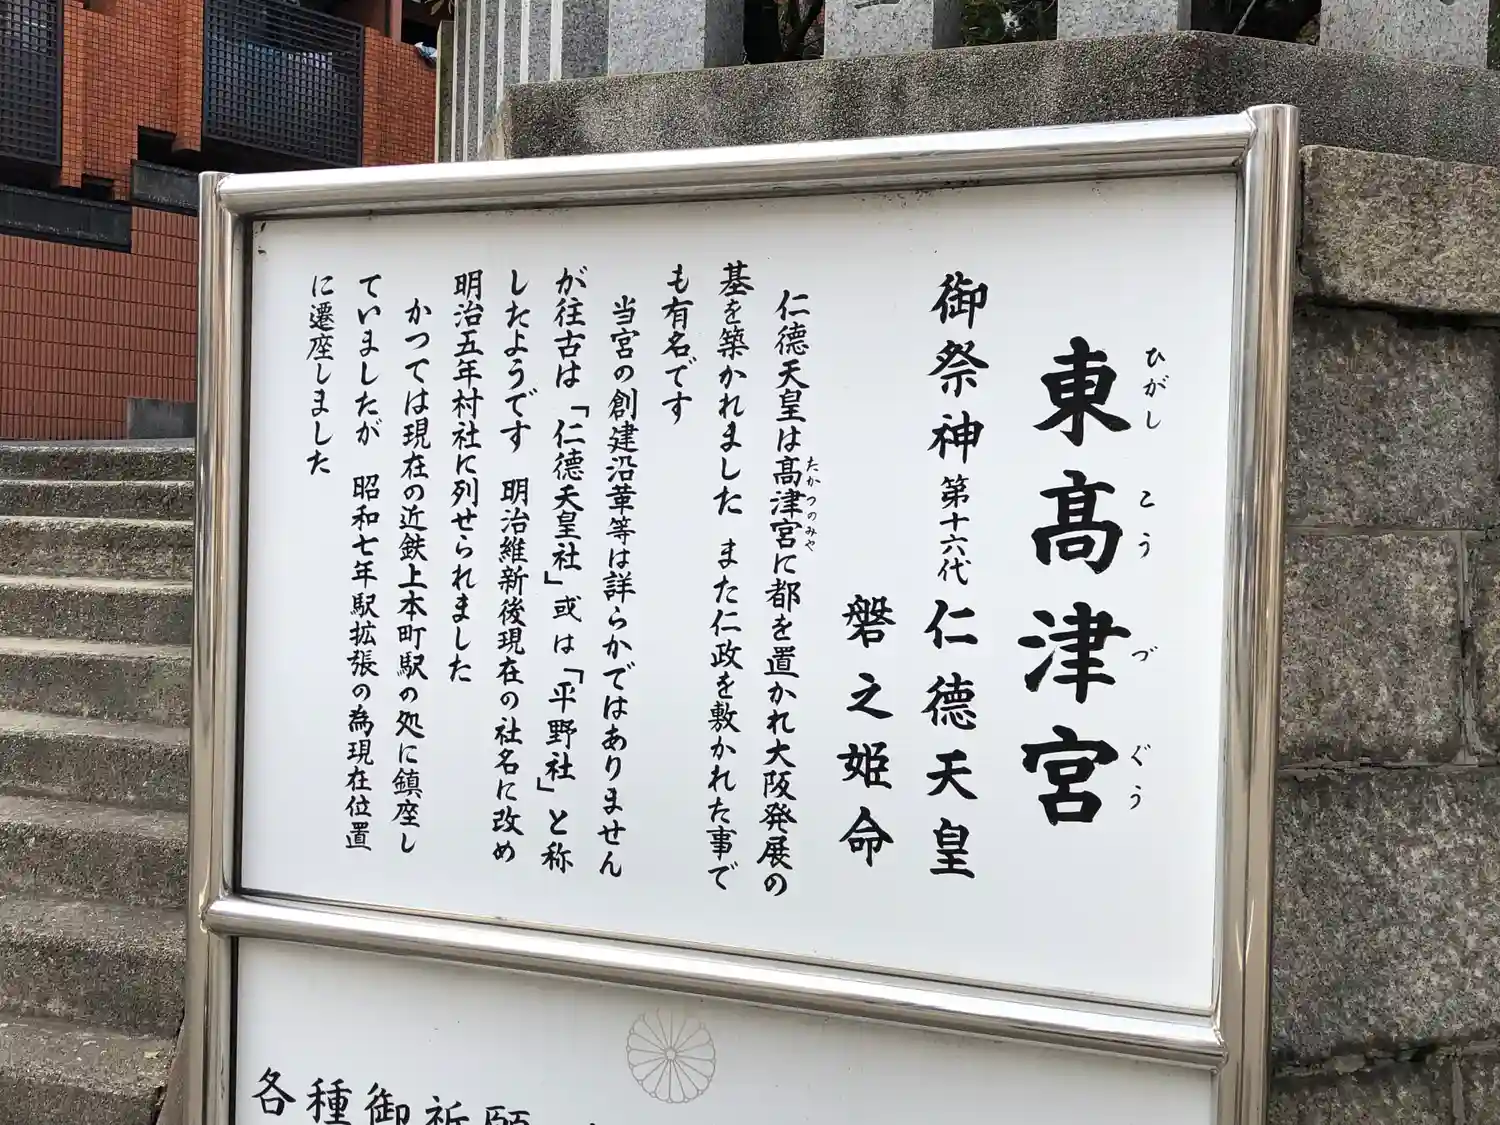 東高津宮
ひがしこうづぐう
御祭神 第十六代 仁徳天皇
磐之姫命
仁徳天皇は高津宮に都を置かれ大阪発展の
たかつのみや
基を築かれました また仁政を敷かれた事で
も有名です
当宮の創建沿革等は詳らかではありません
が往古は「仁徳天皇社」或は「平野社」と称
したようです 明治維新後現在の社名に改め
明治五年村社に列せられました
かつては現在の近鉄上本町駅の処に鎮座し
ていましたが 昭和七年駅拡張の為現在位置
に遷座しました
各種御祈願